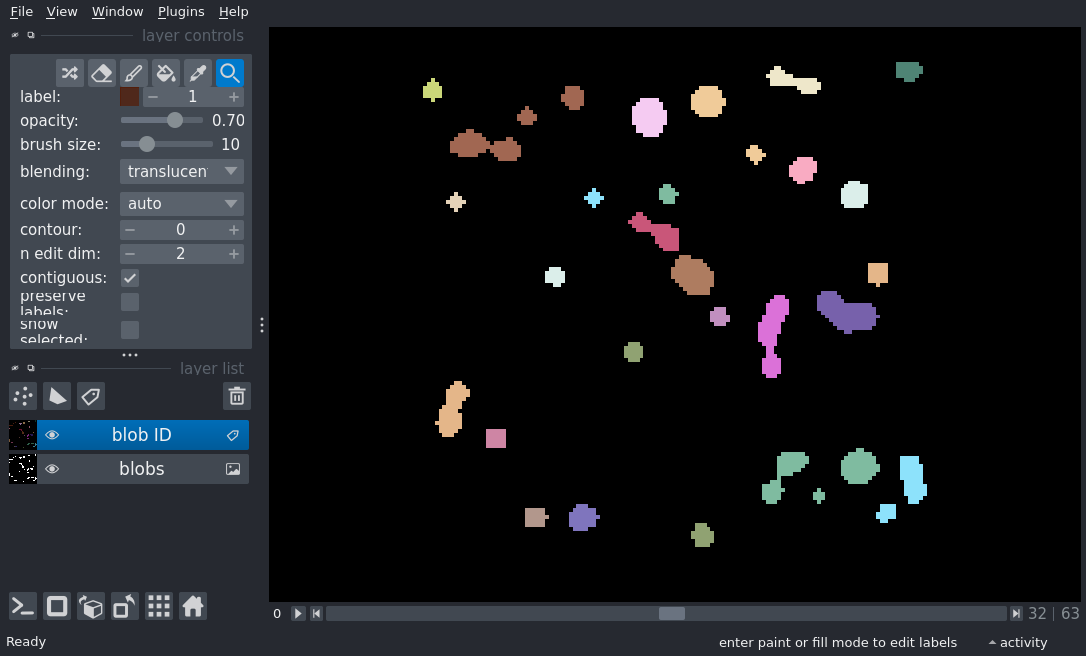 File View Window Plugins Help
layer controls
label: 1
opacity: 0.70
brush size: 10
blending: translucen
color mode: auto
contour: 0
n edit dim: 2
contiguous:
preserve
labels:
show
selected:
layer list
blob ID
blobs
0 32 63
Ready enter paint or fill mode to edit labels activity